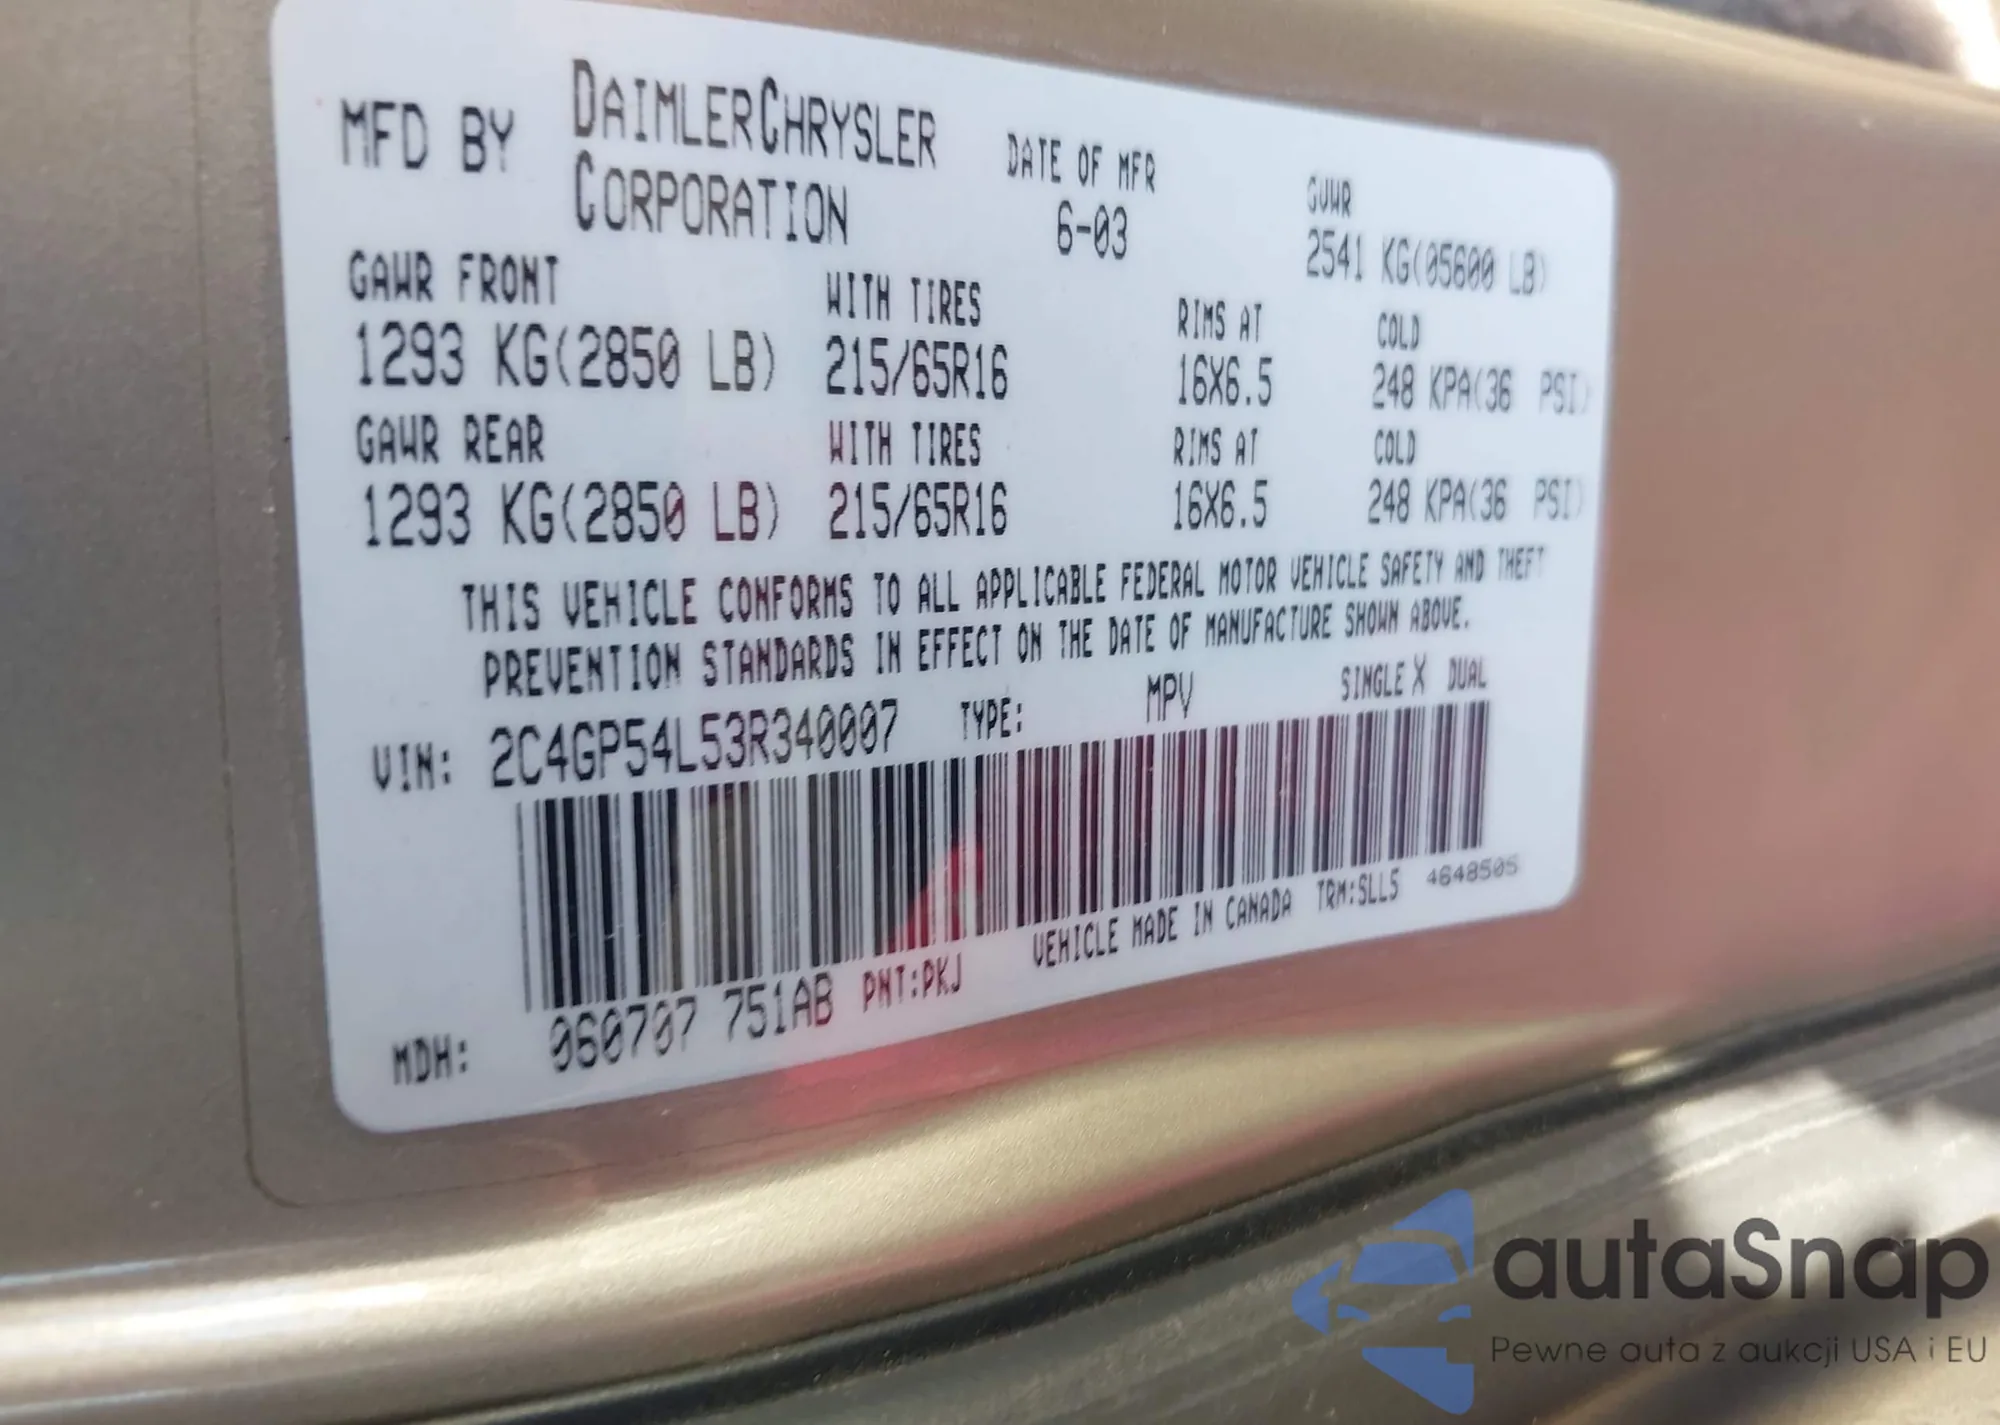 MFD BY DAIMLERCHRYSLER CORPORATION DATE OF MFR 6-03 GVWR 2541 KG(05600 LB)
GAWR FRONT WITH TIRES RIMS AT COLD
1293 KG(2850 LB) 215/65R16 16X6.5 248 KPA(36 PSI)
GAWR REAR WITH TIRES RIMS AT COLD
1293 KG(2850 LB) 215/65R16 16X6.5 248 KPA(36 PSI)
THIS VEHICLE CONFORMS TO ALL APPLICABLE FEDERAL MOTOR VEHICLE SAFETY AND THEFT
PREVENTION STANDARDS IN EFFECT ON THE DATE OF MANUFACTURE SHOWN ABOVE.
VIN: 2C4GP54L53R340007 TYPE: MPV SINGLE X DUAL
MDH: 060707 751AB PNT:PKJ VEHICLE MADE IN CANADA TRM:SLL5 4648505
autaSnap
Pewne auta z aukcji USA i EU